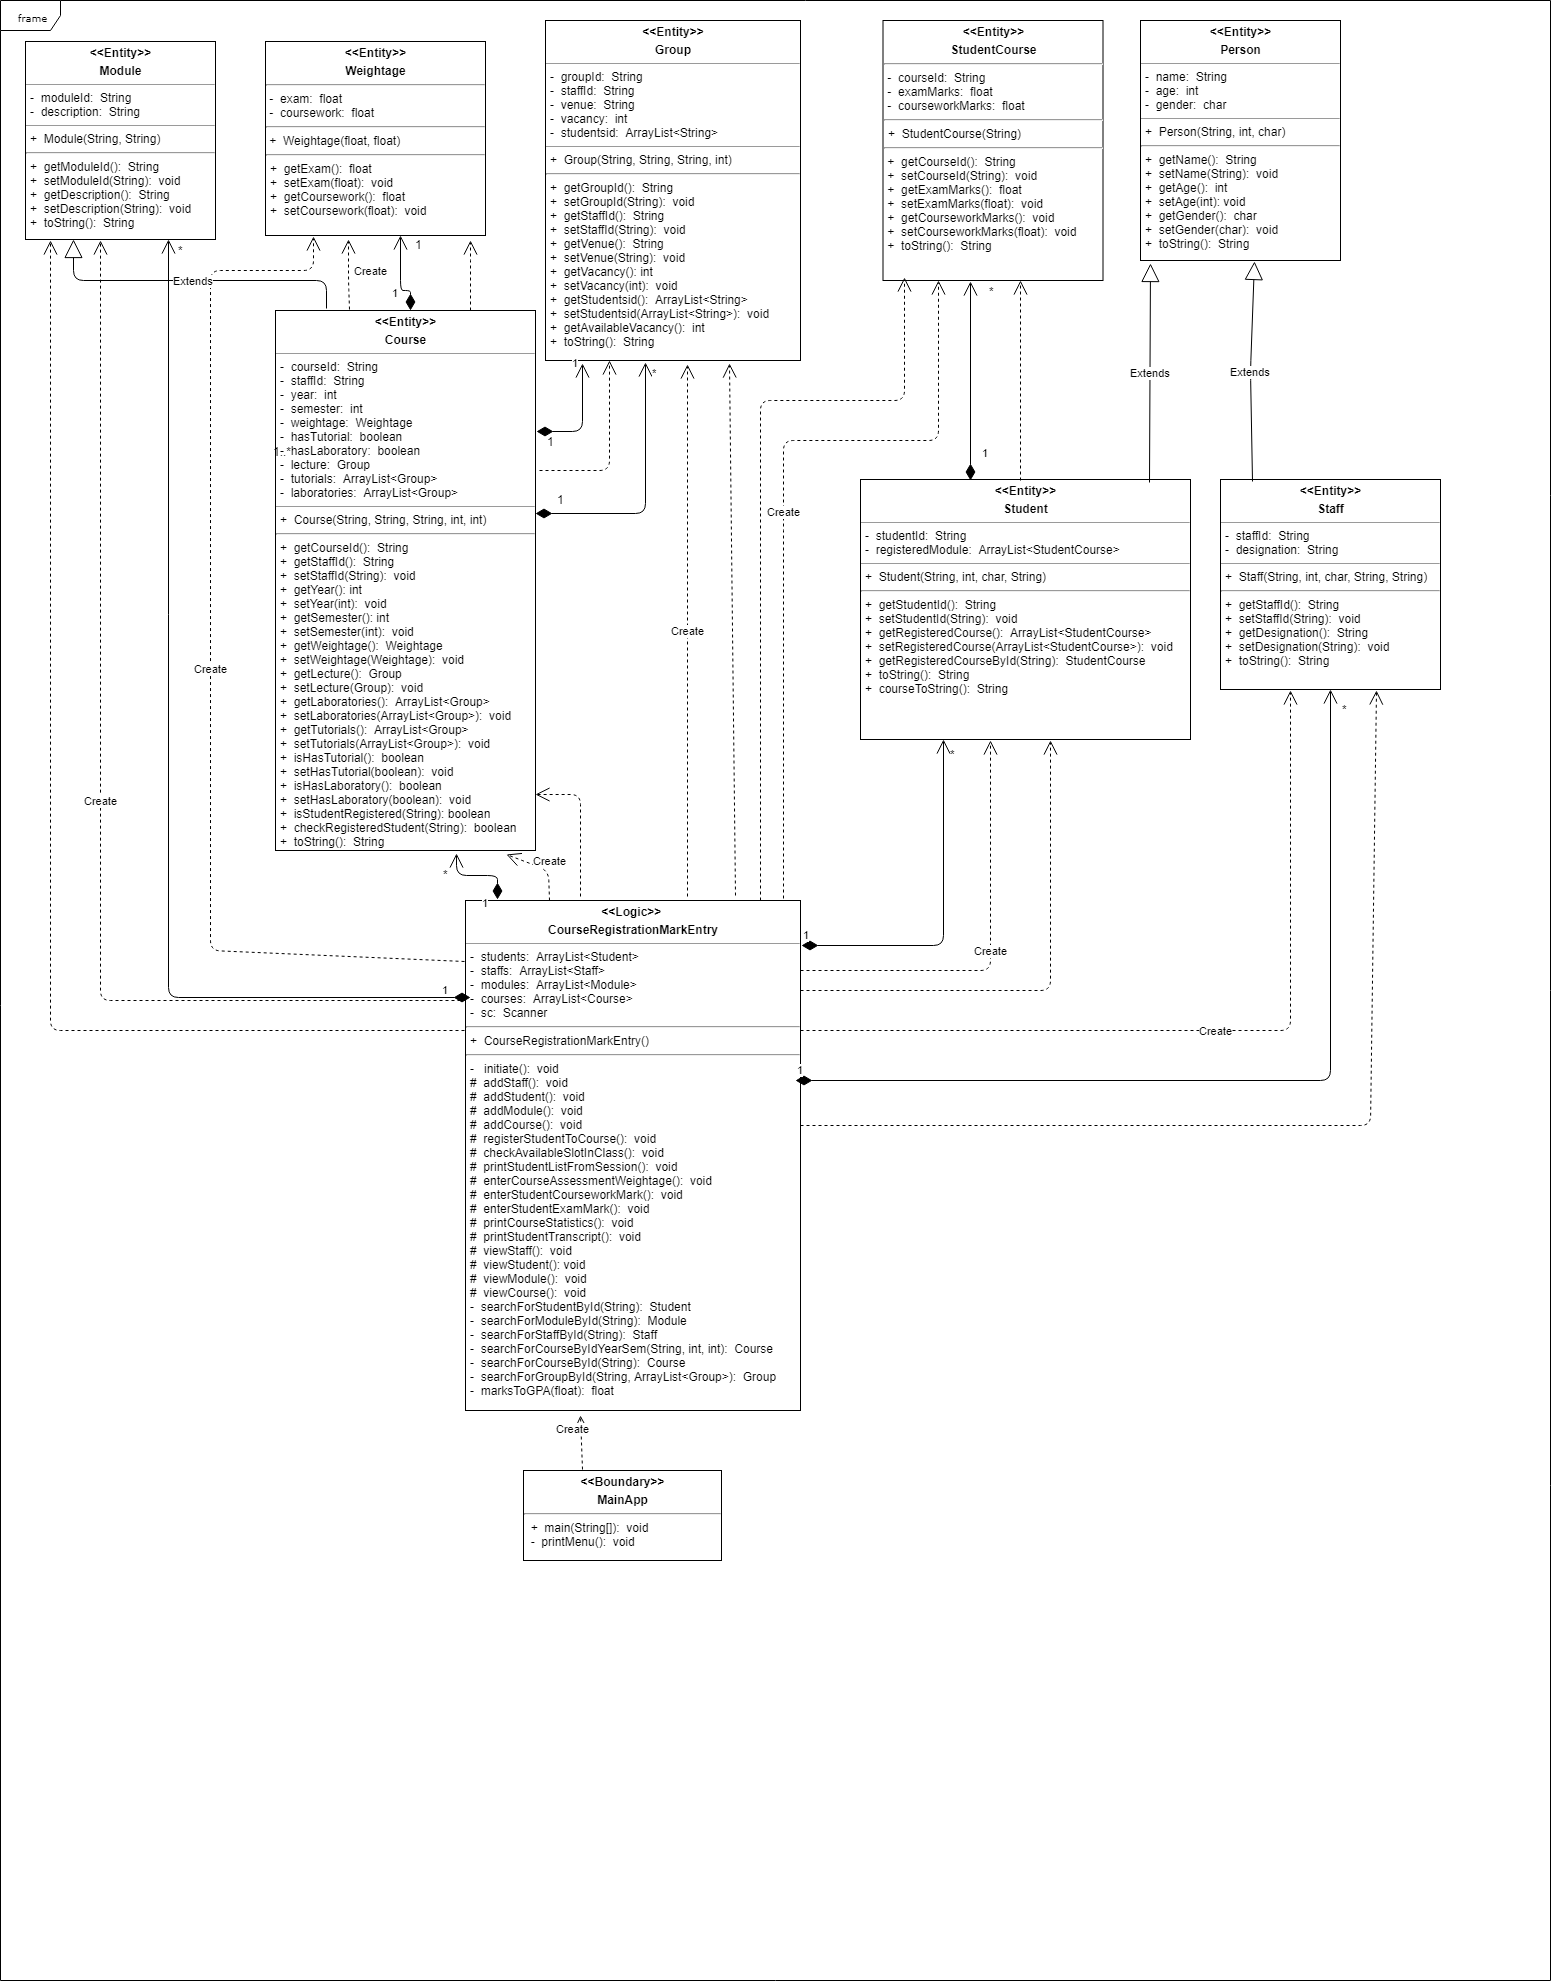 frame
<<Entity>>
Module
- moduleId: String
- description: String
+ Module(String, String)
+ getModuleId(): String
+ setModuleId(String): void
+ getDescription(): String
+ setDescription(String): void
+ toString(): String
<<Entity>>
Weightage
- exam: float
- coursework: float
+ Weightage(float, float)
+ getExam(): float
+ setExam(float): void
+ getCoursework(): float
+ setCoursework(float): void
<<Entity>>
Group
- groupId: String
- staffId: String
- venue: String
- vacancy: int
- studentsid: ArrayList<String>
+ Group(String, String, String, int)
+ getGroupId(): String
+ setGroupId(String): void
+ getStaffId(): String
+ setStaffId(String): void
+ getVenue(): String
+ setVenue(String): void
+ getVacancy(): int
+ setVacancy(int): void
+ getStudentsid(): ArrayList<String>
+ setStudentsid(ArrayList<String>): void
+ getAvailableVacancy(): int
+ toString(): String
<<Entity>>
StudentCourse
- courseId: String
- examMarks: float
- courseworkMarks: float
+ StudentCourse(String)
+ getCourseId(): String
+ setCourseId(String): void
+ getExamMarks(): float
+ setExamMarks(float): void
+ getCourseworkMarks(): void
+ setCourseworkMarks(float): void
+ toString(): String
<<Entity>>
Person
- name: String
- age: int
- gender: char
+ Person(String, int, char)
+ getName(): String
+ setName(String): void
+ getAge(): int
+ setAge(int): void
+ getGender(): char
+ setGender(char): void
+ toString(): String
*
Extends
1
Create
1
1
*
1
1
*
1
Extends
Extends
<<Entity>>
Course
- courseId: String
- staffId: String
- year: int
- semester: int
- weightage: Weightage
- hasTutorial: boolean
1..*
- hasLaboratory: boolean
- lecture: Group
- tutorials: ArrayList<Group>
- laboratories: ArrayList<Group>
+ Course(String, String, String, int, int)
+ getCourseId(): String
+ getStaffId(): String
+ setStaffId(String): void
+ getYear(): int
+ setYear(int): void
+ getSemester(): int
+ setSemester(int): void
+ getWeightage(): Weightage
+ setWeightage(Weightage): void
+ getLecture(): Group
+ setLecture(Group): void
+ getLaboratories(): ArrayList<Group>
+ setLaboratories(ArrayList<Group>): void
+ getTutorials(): ArrayList<Group>
+ setTutorials(ArrayList<Group>): void
+ isHasTutorial(): boolean
+ setHasTutorial(boolean): void
+ isHasLaboratory(): boolean
+ setHasLaboratory(boolean): void
+ isStudentRegistered(String): boolean
+ checkRegisteredStudent(String): boolean
+ toString(): String
<<Entity>>
Student
- studentId: String
- registeredModule: ArrayList<StudentCourse>
+ Student(String, int, char, String)
+ getStudentId(): String
+ setStudentId(String): void
+ getRegisteredCourse(): ArrayList<StudentCourse>
+ setRegisteredCourse(ArrayList<StudentCourse>): void
+ getRegisteredCourseById(String): StudentCourse
+ toString(): String
+ courseToString(): String
<<Entity>>
Staff
- staffId: String
- designation: String
+ Staff(String, int, char, String, String)
+ getStaffId(): String
+ setStaffId(String): void
+ getDesignation(): String
+ setDesignation(String): void
+ toString(): String
1
Create
Create
Create
*
*
Create
Create
*
1
1
Create
1
Create
1
<<Logic>>
CourseRegistrationMarkEntry
- students: ArrayList<Student>
- staffs: ArrayList<Staff>
- modules: ArrayList<Module>
- courses: ArrayList<Course>
- sc: Scanner
+ CourseRegistrationMarkEntry()
- initiate(): void
# addStaff(): void
# addStudent(): void
# addModule(): void
# addCourse(): void
# registerStudentToCourse(): void
# checkAvailableSlotInClass(): void
# printStudentListFromSession(): void
# enterCourseAssessmentWeightage(): void
# enterStudentCourseworkMark(): void
# enterStudentExamMark(): void
# printCourseStatistics(): void
# printStudentTranscript(): void
# viewStaff(): void
# viewStudent(): void
# viewModule(): void
# viewCourse(): void
- searchForStudentById(String): Student
- searchForModuleById(String): Module
- searchForStaffById(String): Staff
- searchForCourseByIdYearSem(String, int, int): Course
- searchForCourseById(String): Course
- searchForGroupById(String, ArrayList<Group>): Group
- marksToGPA(float): float
Create
<<Boundary>>
MainApp
+ main(String[]): void
- printMenu(): void